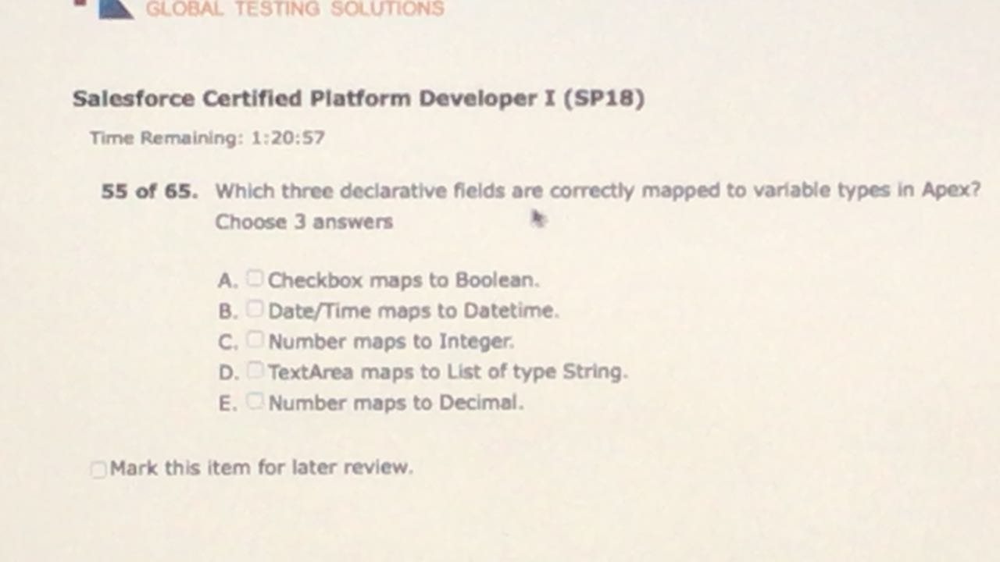 GLOBAL TESTING SOLUTIONS
Salesforce Certified Platform Developer I (SP18)
Time Remaining: 1:20:57
55 of 65. Which three declarative fields are correctly mapped to variable types in Apex?
Choose 3 answers
A. Checkbox maps to Boolean.
B. Date/Time maps to Datetime.
C. Number maps to Integer.
D. TextArea maps to List of type String.
E. Number maps to Decimal.
Mark this item for later review.